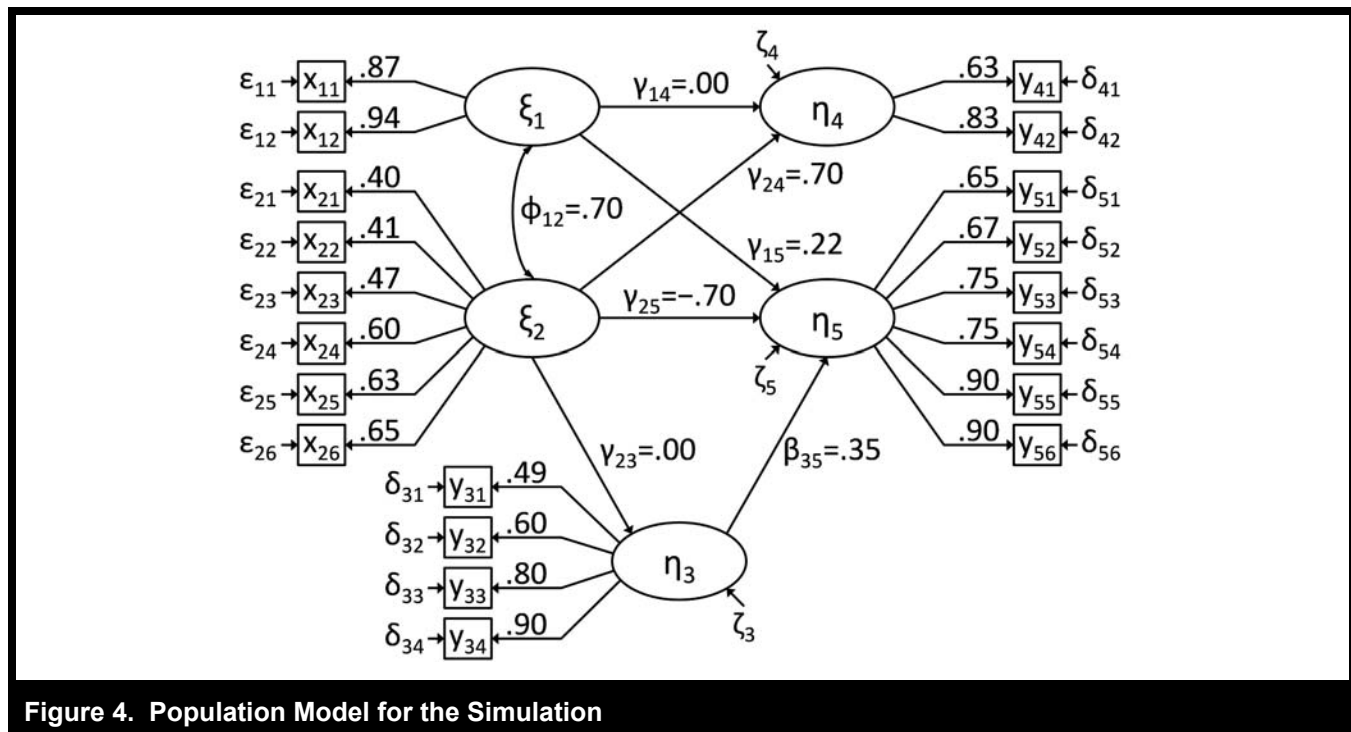 ζ₄
ε₁₁ x₁₁ .87 ξ₁ γ₁₄=.00 η₄ .63 y₄₁ δ₄₁
ε₁₂ x₁₂ .94 .83 y₄₂ δ₄₂
ε₂₁ x₂₁ .40 γ₂₄=.70 .65 y₅₁ δ₅₁
ε₂₂ x₂₂ .41 ϕ₁₂=.70 γ₁₅=.22 .67 y₅₂ δ₅₂
ε₂₃ x₂₃ .47 γ₂₅=−.70 .75 y₅₃ δ₅₃
ε₂₄ x₂₄ .60 ξ₂ η₅ .75 y₅₄ δ₅₄
ε₂₅ x₂₅ .63 ζ₅ .90 y₅₅ δ₅₅
ε₂₆ x₂₆ .65 γ₂₃=.00 β₃₅=.35 .90 y₅₆ δ₅₆
δ₃₁ y₃₁ .49
δ₃₂ y₃₂ .60 η₃
δ₃₃ y₃₃ .80
δ₃₄ y₃₄ .90 ζ₃
Figure 4. Population Model for the Simulation